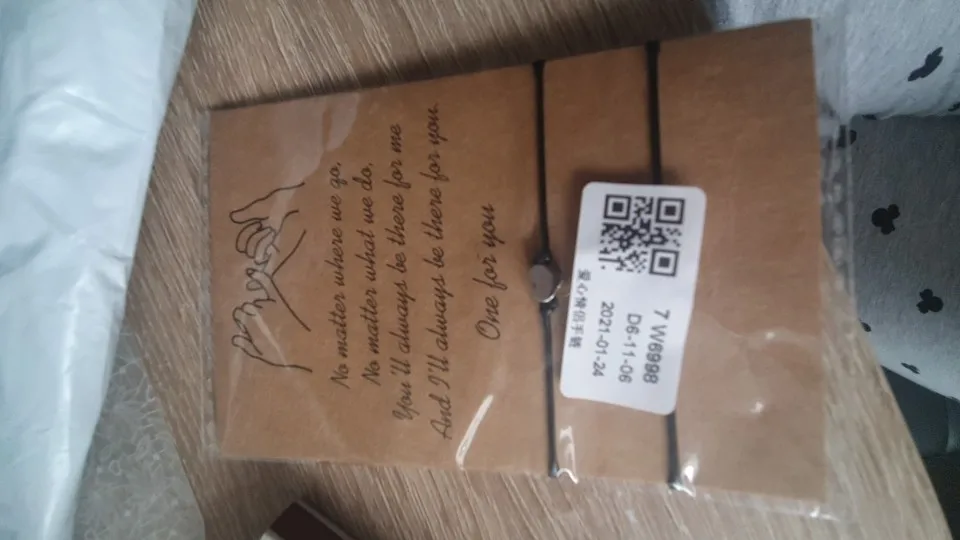 No matter where we go,
No matter what we do,
You'll always be there for me
And I'll always be there for you.
One for you
7 W6998
D6-11-06
2021-01-24
爱心情侣手链